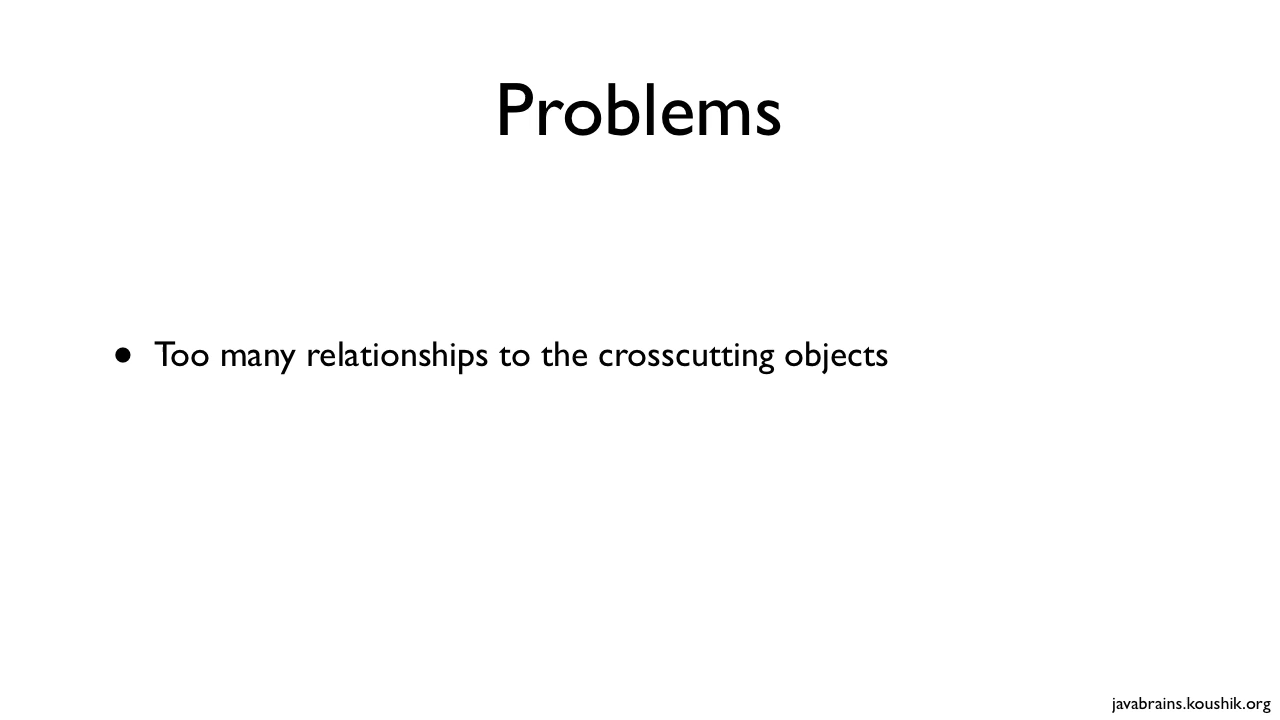 Problems
• Too many relationships to the crosscutting objects
javabrains.koushik.org